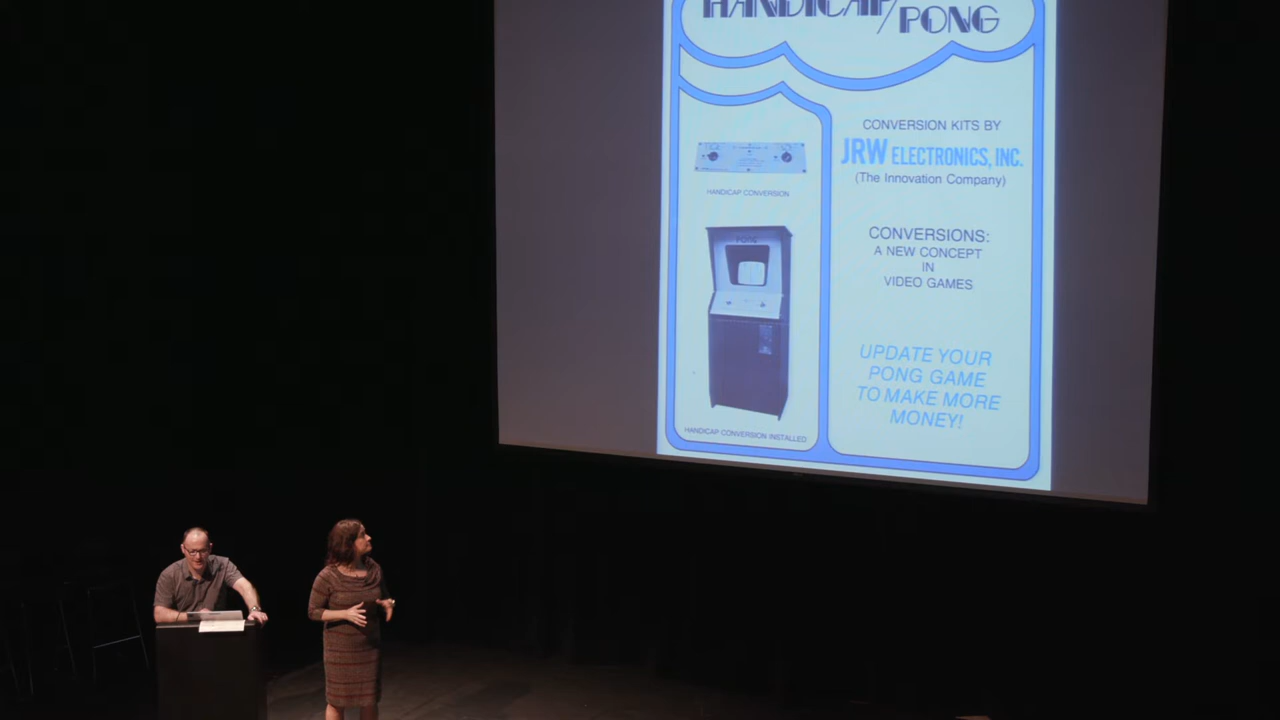 HANDICAP/PONG
CONVERSION KITS BY
JRW ELECTRONICS, INC.
(The Innovation Company)
HANDICAP CONVERSION
CONVERSIONS:
A NEW CONCEPT
IN
VIDEO GAMES
PONG
UPDATE YOUR
PONG GAME
TO MAKE MORE
MONEY!
HANDICAP CONVERSION INSTALLED